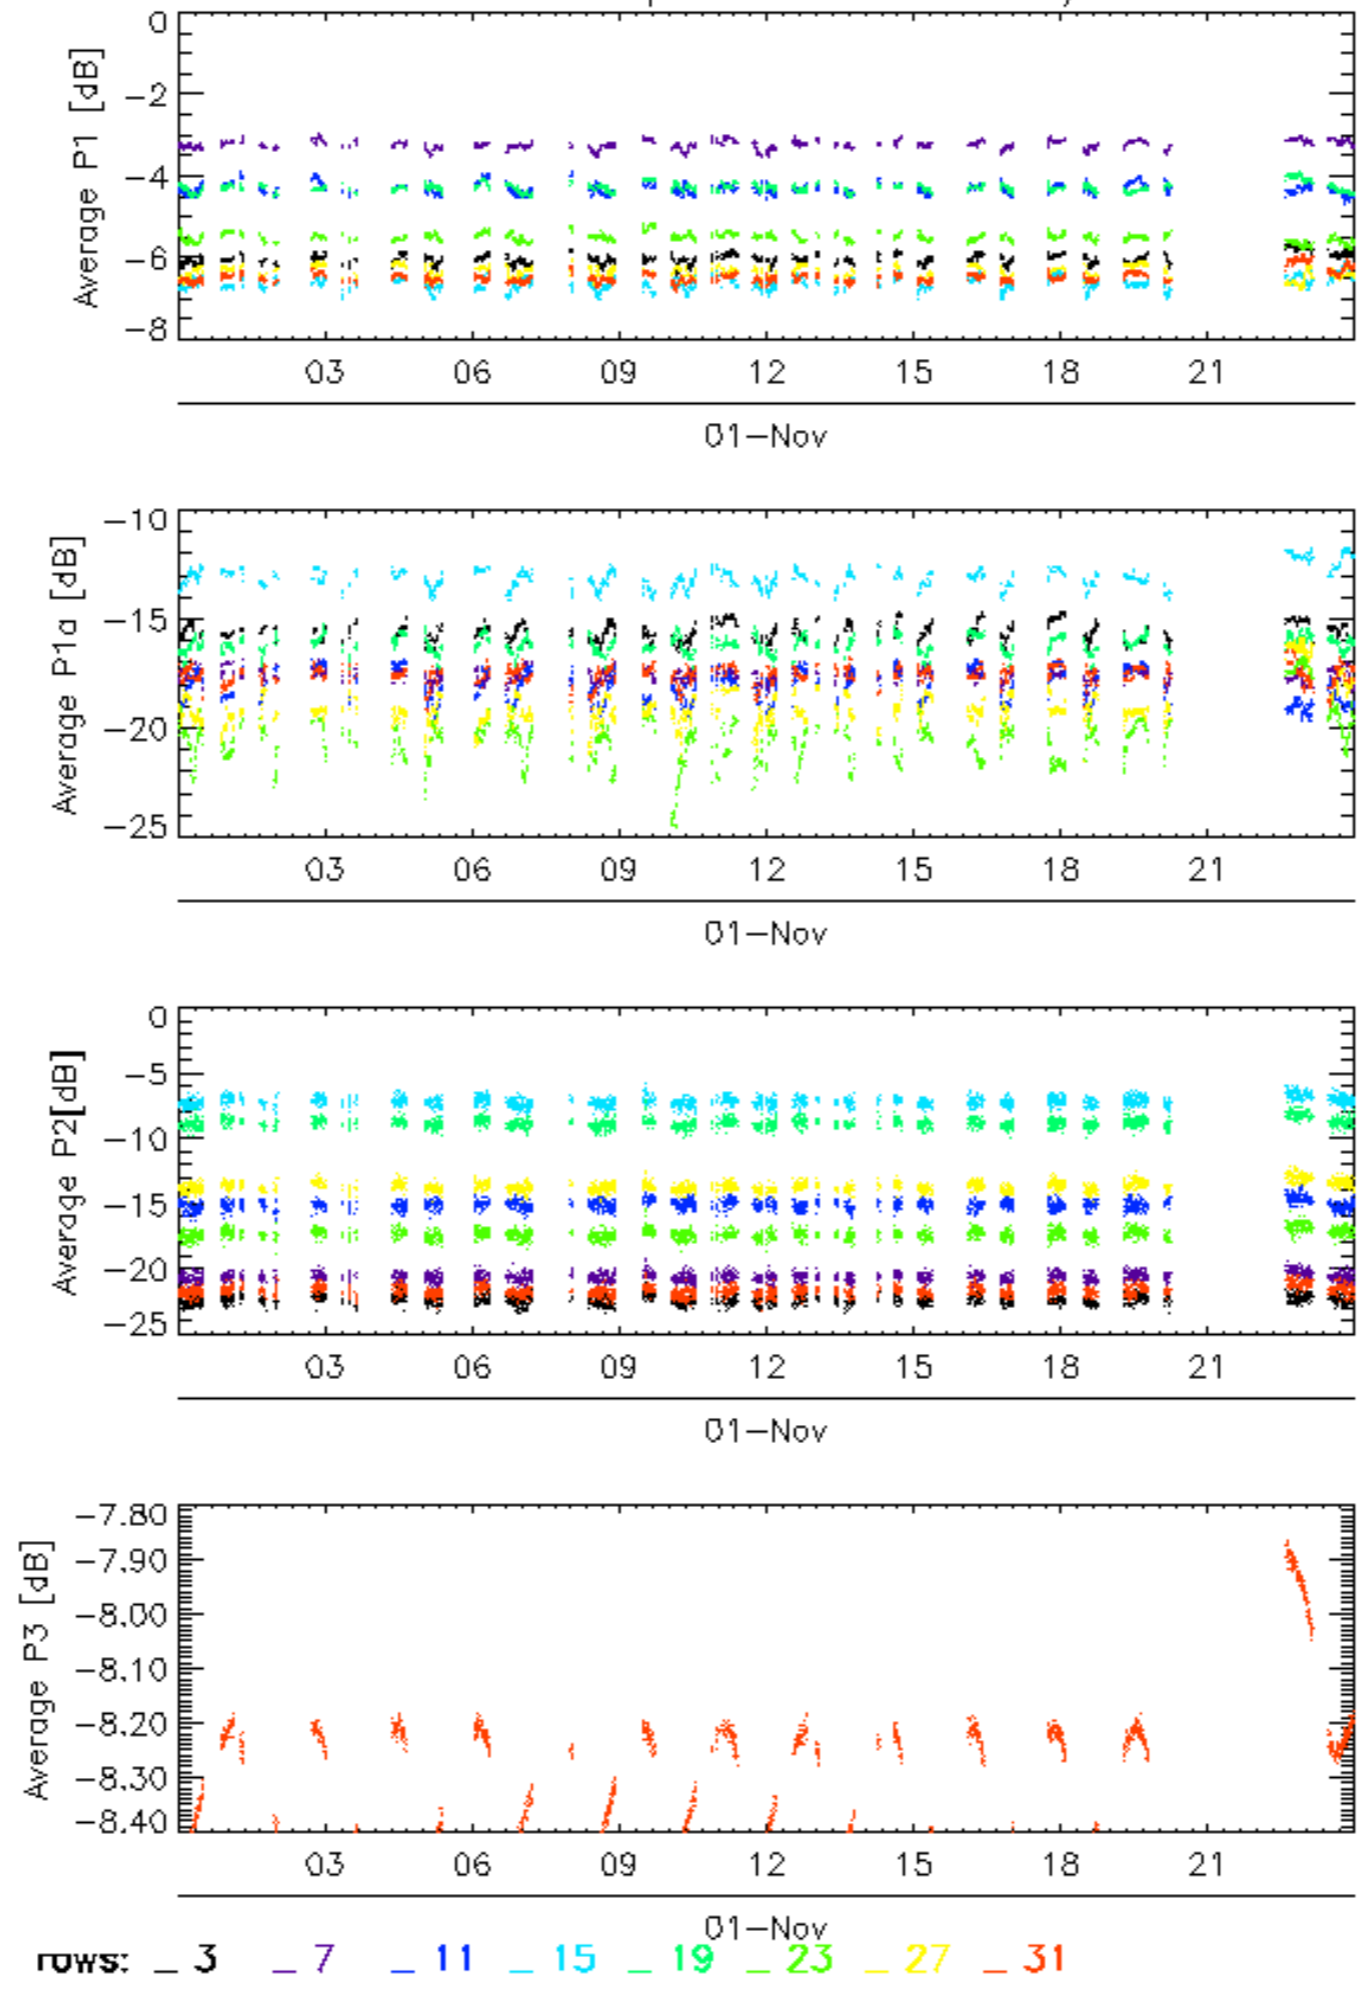 0
−2
−4
−6
−8
Average P1 [dB]
03 06 09 12 15 18 21
01−Nov
−10
−15
−20
−25
Average P1a [dB]
03 06 09 12 15 18 21
01−Nov
0
−5
−10
−15
−20
−25
Average P2[dB]
03 06 09 12 15 18 21
01−Nov
−7.80
−7.90
−8.00
−8.10
−8.20
−8.30
−8.40
Average P3 [dB]
03 06 09 12 15 18 21
01−Nov
rows: _ 3 _ 7 _ 11 _ 15 _ 19 _ 23 _ 27 _ 31